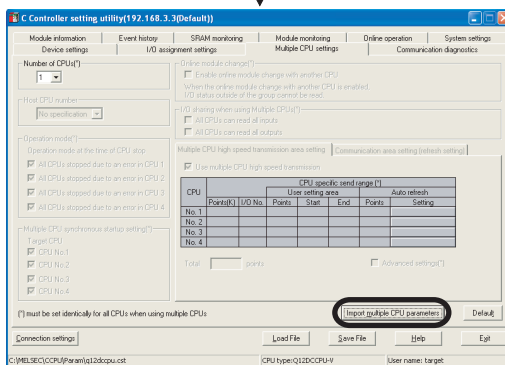 C Controller setting utility(192.168.3.3(Default))
Module information Event history SRAM monitoring Module monitoring Online operation System settings
Device settings I/O assignment settings Multiple CPU settings Communication diagnostics
Number of CPUs(*)
1
Host CPU number
No specification
Operation mode(*)
Operation mode at the time of CPU stop
All CPUs stopped due to an error in CPU 1
All CPUs stopped due to an error in CPU 2
All CPUs stopped due to an error in CPU 3
All CPUs stopped due to an error in CPU 4
Multiple CPU synchronous startup setting(*)
Target CPU
CPU No.1
CPU No.2
CPU No.3
CPU No.4
Online module change(*)
Enable online module change with another CPU
When the online module change with another CPU is enabled
I/O status outside of the group cannot be read.
I/O sharing when using Multiple CPUs(*)
All CPUs can read all inputs
All CPUs can read all outputs
Multiple CPU high speed transmission area setting Communication area setting (refresh setting)
Use multiple CPU high speed transmission
CPU CPU specific send range (*)
User setting area Auto refresh
Points(K) I/O No. Points Start End Points Setting
No. 1
No. 2
No. 3
No. 4
Total points Advanced settings(*)
(*) must be set identically for all CPUs when using multiple CPUs
Import multiple CPU parameters Default
Connection settings Load File Save File Help Exit
C:\MELSEC\CCPU\Param\q12dccpu.cst CPU type:Q12DCCPU-V User name: target